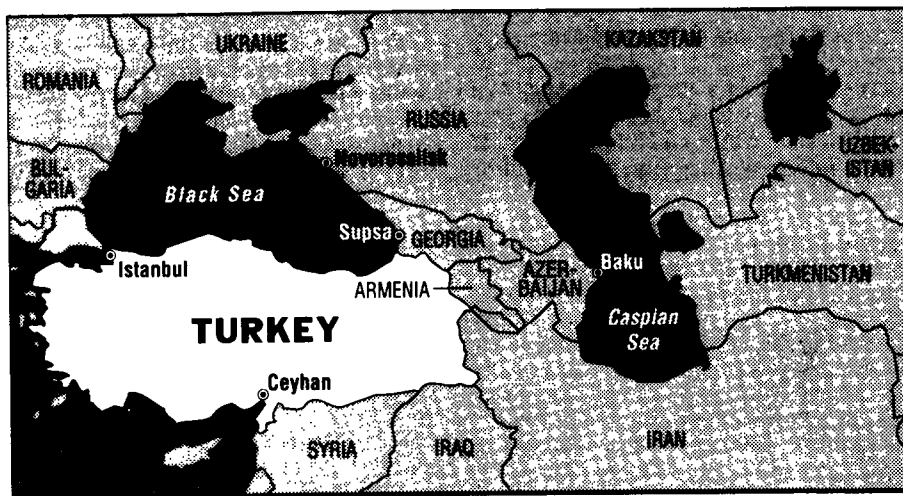 UKRAINE
KAZAKSTAN
ROMANIA
RUSSIA
UZBEK-
ISTAN
BUL-
GARIA
Novorossiisk
Black Sea
Supsa
GEORGIA
Istanbul
ARMENIA
AZER-
BAIJAN
Baku
TURKMENISTAN
TURKEY
Caspian
Sea
Ceyhan
SYRIA
IRAQ
IRAN